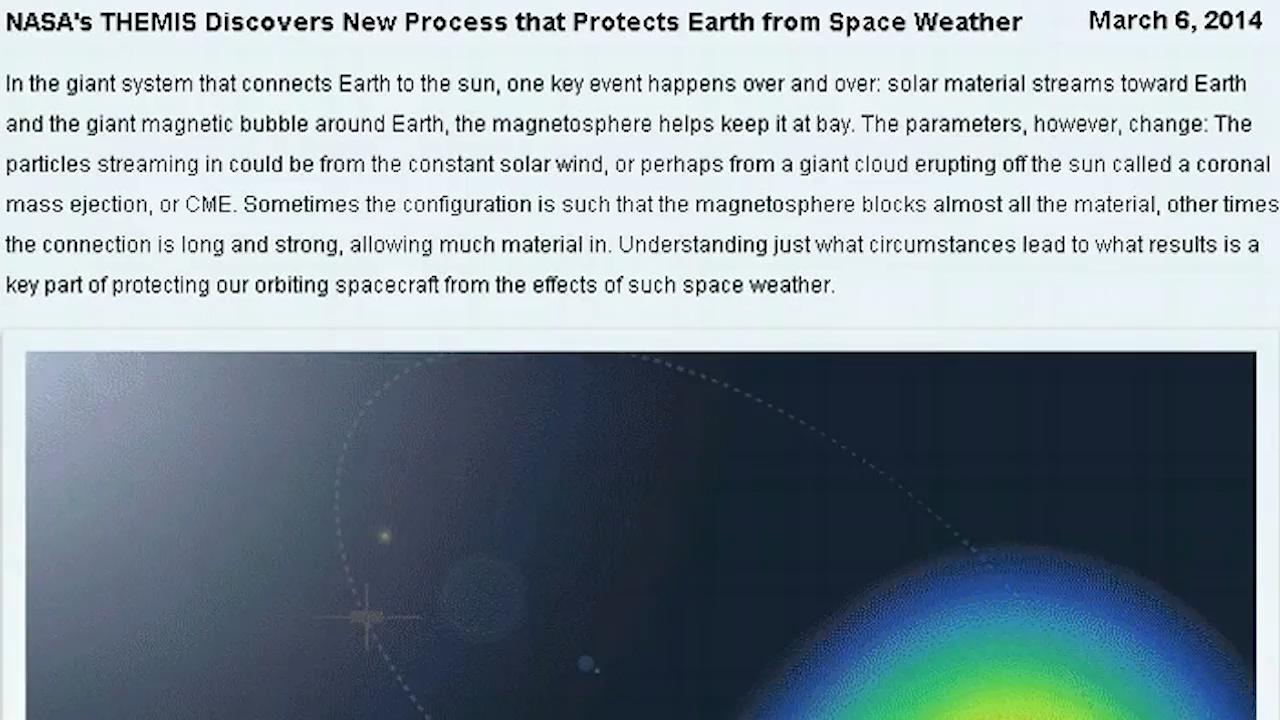 NASA's THEMIS Discovers New Process that Protects Earth from Space Weather March 6, 2014
In the giant system that connects Earth to the sun, one key event happens over and over: solar material streams toward Earth
and the giant magnetic bubble around Earth, the magnetosphere helps keep it at bay. The parameters, however, change: The
particles streaming in could be from the constant solar wind, or perhaps from a giant cloud erupting off the sun called a coronal
mass ejection, or CME. Sometimes the configuration is such that the magnetosphere blocks almost all the material, other times
the connection is long and strong, allowing much material in. Understanding just what circumstances lead to what results is a
key part of protecting our orbiting spacecraft from the effects of such space weather.